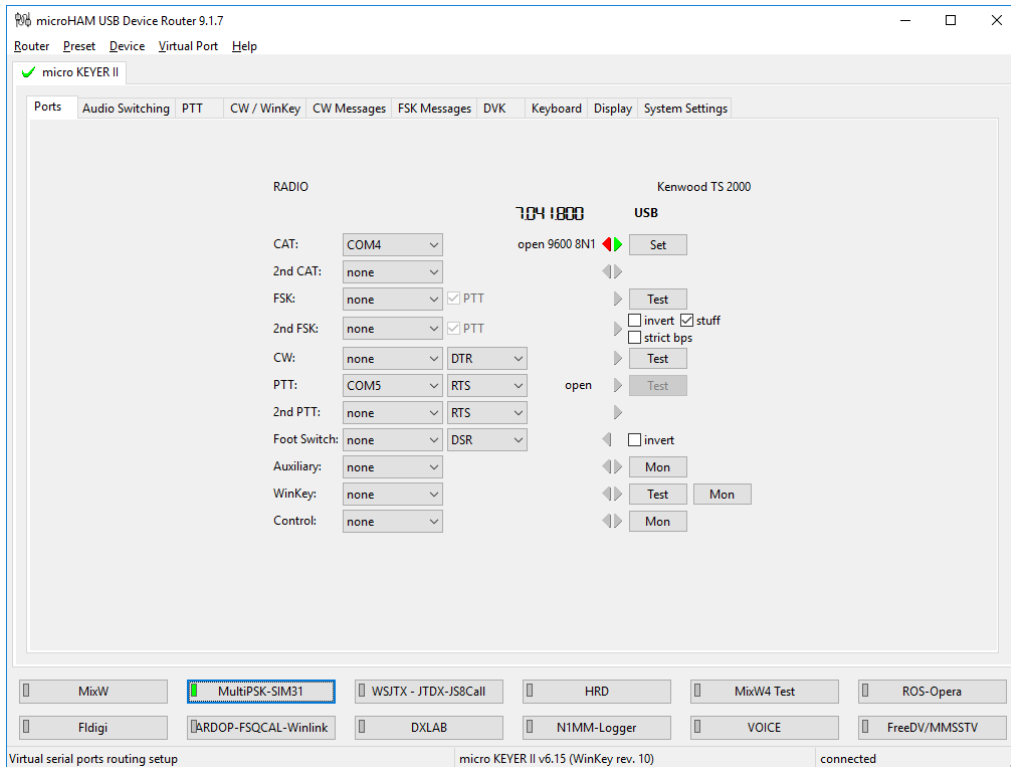 microHAM USB Device Router 9.1.7
Router Preset Device Virtual Port Help
micro KEYER II
Ports Audio Switching PTT CW / WinKey CW Messages FSK Messages DVK Keyboard Display System Settings
RADIO Kenwood TS 2000
7.041.800 USB
CAT: COM4 open 9600 8N1 Set
2nd CAT: none
FSK: none PTT Test
2nd FSK: none PTT invert stuff
strict bps
CW: none DTR Test
PTT: COM5 RTS open Test
2nd PTT: none RTS
Foot Switch: none DSR invert
Auxiliary: none Mon
WinKey: none Test Mon
Control: none Mon
MixW MultiPSK-SIM31 WSJTX - JTDX-JS8Call HRD MixW4 Test ROS-Opera
Fldigi ARDOP-FSQCAL-Winlink DXLAB N1MM-Logger VOICE FreeDV/MMSSTV
Virtual serial ports routing setup micro KEYER II v6.15 (WinKey rev. 10) connected